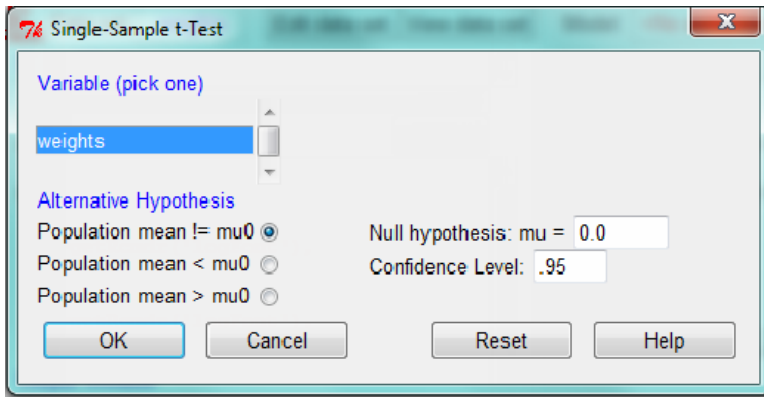 Single-Sample t-Test
Variable (pick one)
weights
Alternative Hypothesis
Population mean != mu0
Null hypothesis: mu = 0.0
Population mean < mu0
Confidence Level: .95
Population mean > mu0
OK Cancel Reset Help